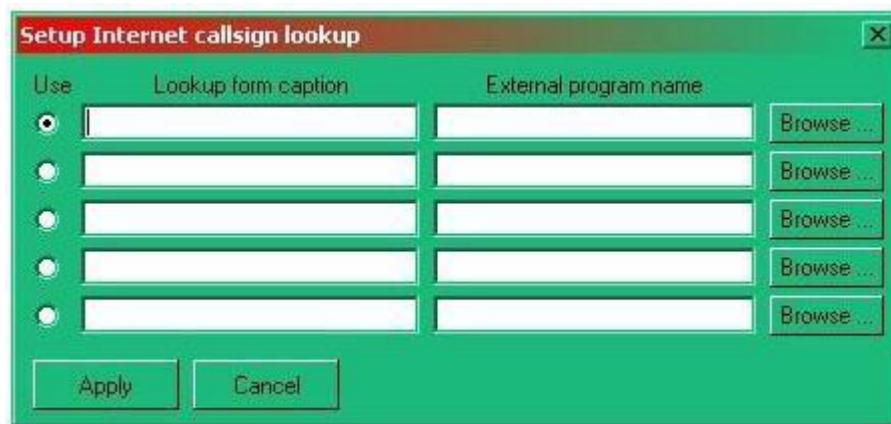 Setup Internet callsign lookup
Use Lookup form caption External program name
Browse ...
Browse ...
Browse ...
Browse ...
Browse ...
Apply Cancel